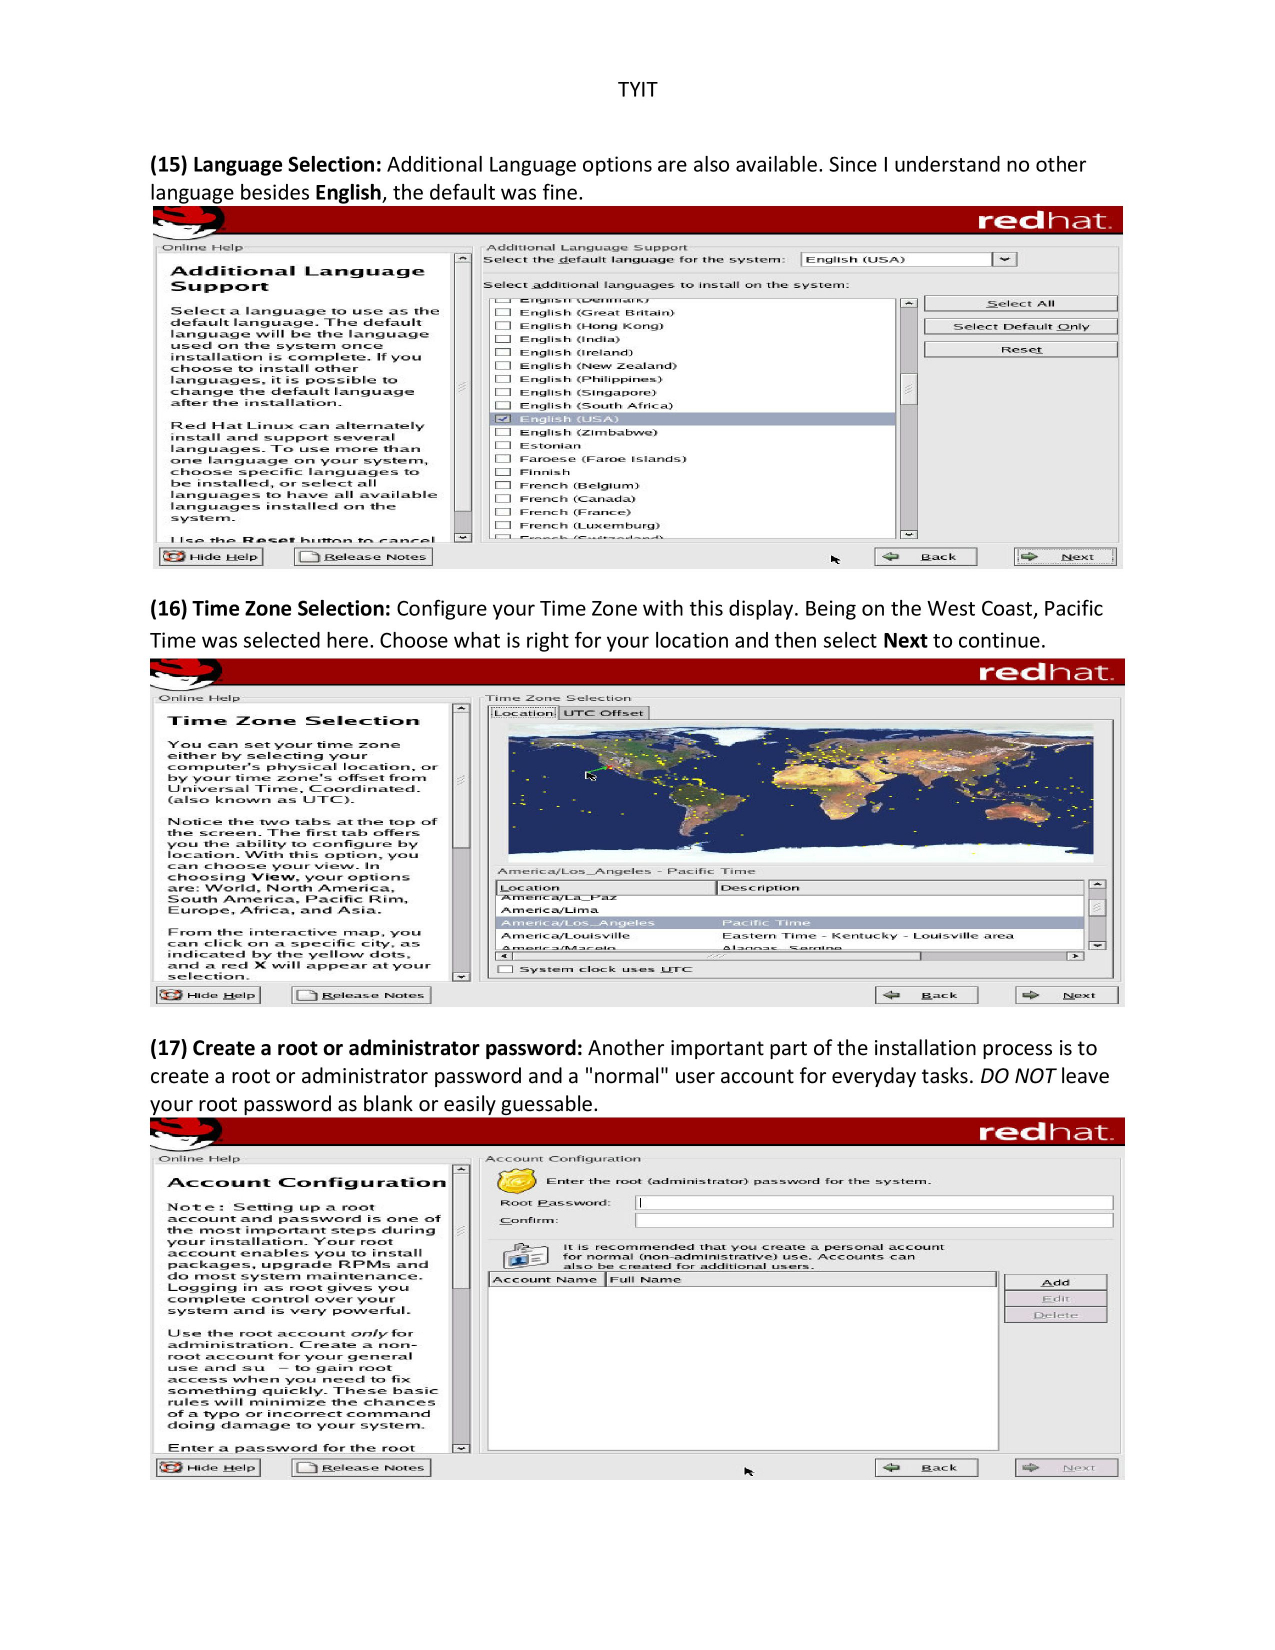 TYIT
(15) Language Selection: Additional Language options are also available. Since I understand no other
language besides English, the default was fine.
redhat.
Online Help
Additional Language
Support
Select a language to use as the
default language. The default
language will be the language
used on the system once
installation is complete. If you
choose to install other
languages, it is possible to
change the default language
after the installation.
Red Hat Linux can alternately
install and support several
languages. To use more than
one language on your system,
choose specific languages to
be installed, or select all
languages to have all available
languages installed on the
system.
Use the Reset button to cancel
Additional Language Support
Select the default language for the system: English (USA)
Select additional languages to install on the system:
English (Denmark)
English (Great Britain)
English (Hong Kong)
English (India)
English (Ireland)
English (New Zealand)
English (Philippines)
English (Singapore)
English (South Africa)
English (USA)
English (Zimbabwe)
Estonian
Faroese (Faroe Islands)
Finnish
French (Belgium)
French (Canada)
French (France)
French (Luxemburg)
French (Switzerland)
Select All
Select Default Only
Reset
Hide Help Release Notes Back Next
(16) Time Zone Selection: Configure your Time Zone with this display. Being on the West Coast, Pacific
Time was selected here. Choose what is right for your location and then select Next to continue.
redhat.
Online Help
Time Zone Selection
You can set your time zone
either by selecting your
computer's physical location, or
by your time zone's offset from
Universal Time, Coordinated.
(also known as UTC).
Notice the two tabs at the top of
the screen. The first tab offers
you the ability to configure by
location. With this option, you
can choose your view. In
choosing View, your options
are: World, North America,
South America, Pacific Rim,
Europe, Africa, and Asia.
From the interactive map, you
can click on a specific city, as
indicated by the yellow dots,
and a red X will appear at your
selection.
Time Zone Selection
Location UTC Offset
America/Los_Angeles - Pacific Time
Location Description
America/La_Paz
America/Lima
America/Los_Angeles Pacific Time
America/Louisville Eastern Time - Kentucky - Louisville area
America/Maceio Alagoas, Sergipe
System clock uses UTC
Hide Help Release Notes Back Next
(17) Create a root or administrator password: Another important part of the installation process is to
create a root or administrator password and a "normal" user account for everyday tasks. DO NOT leave
your root password as blank or easily guessable.
redhat.
Online Help
Account Configuration
Note: Setting up a root
account and password is one of
the most important steps during
your installation. Your root
account enables you to install
packages, upgrade RPMs and
do most system maintenance.
Logging in as root gives you
complete control over your
system and is very powerful.
Use the root account only for
administration. Create a non-
root account for your general
use and su – to gain root
access when you need to fix
something quickly. These basic
rules will minimize the chances
of a typo or incorrect command
doing damage to your system.
Enter a password for the root
Account Configuration
Enter the root (administrator) password for the system.
Root Password:
Confirm:
It is recommended that you create a personal account
for normal (non-administrative) use. Accounts can
also be created for additional users.
Account Name Full Name
Add
Edit
Delete
Hide Help Release Notes Back Next